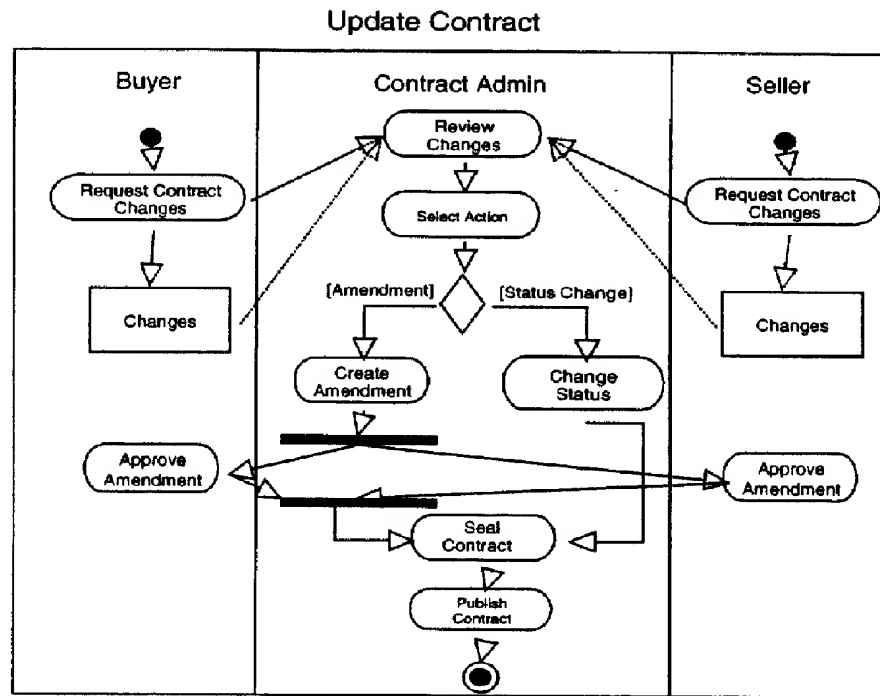 Update Contract
Buyer
Contract Admin
Seller
Review
Changes
Request Contract
Changes
Select Action
Request Contract
Changes
[Amendment]
[Status Change]
Changes
Changes
Create
Amendment
Change
Status
Approve
Amendment
Approve
Amendment
Seal
Contract
Publish
Contract